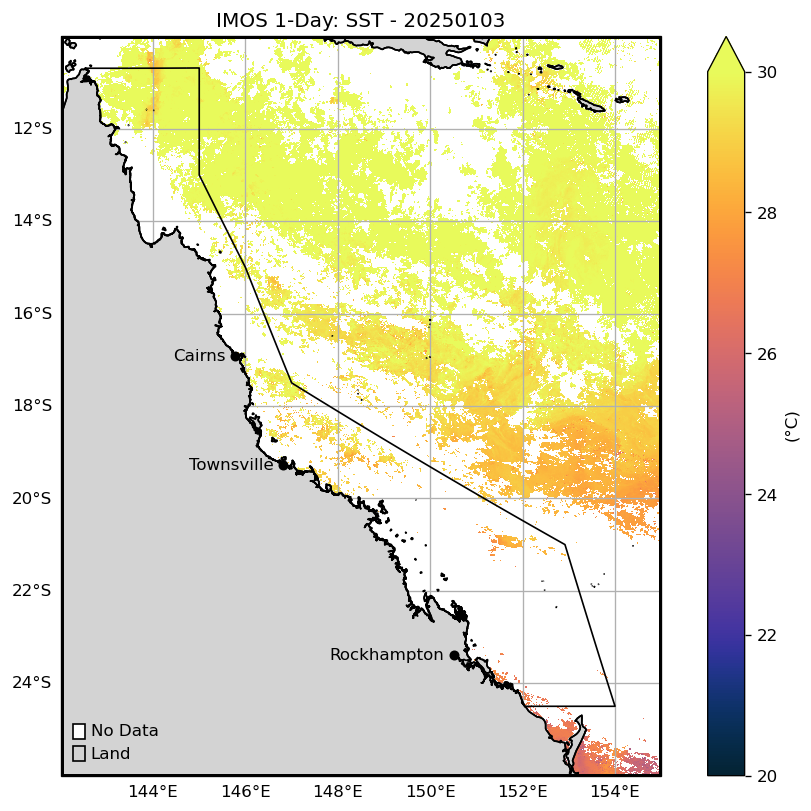 IMOS 1-Day: SST - 20250103
12°S
14°S
16°S
18°S
20°S
22°S
24°S
Cairns
Townsville
Rockhampton
No Data
Land
144°E 146°E 148°E 150°E 152°E 154°E
30
28
26
24
22
20
(°C)